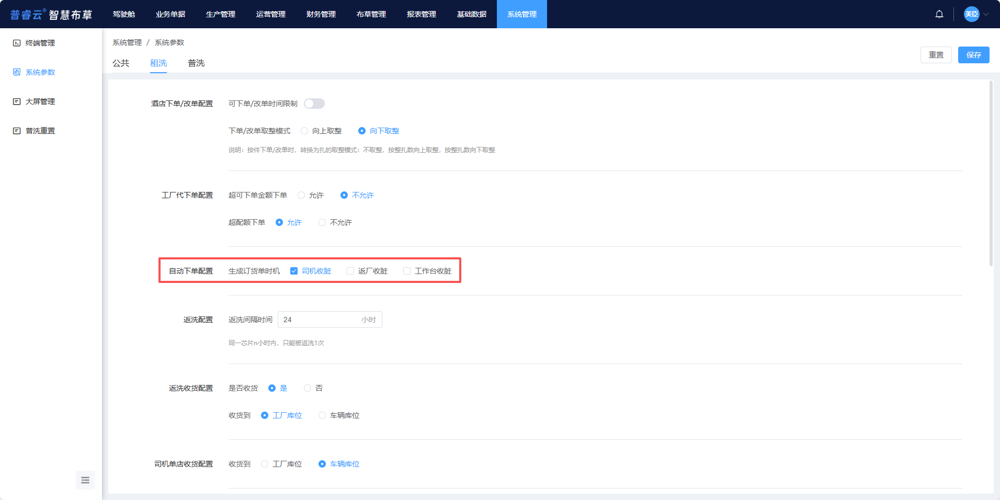 普睿云® 智慧布草 驾驶舱 业务单据 生产管理 运营管理 财务管理 布草管理 报表管理 基础数据 系统管理 美臣
终端管理
系统参数
大屏管理
普洗重置
系统管理 / 系统参数
公共 租洗 普洗
重置 保存
酒店下单/改单配置 可下单/改单时间限制
下单/改单取整模式 向上取整 向下取整
说明：按件下单/改单时，转换为扎的取整模式：不取整，按整扎数向上取整，按整扎数向下取整
工厂代下单配置 超可下单金额下单 允许 不允许
超配额下单 允许 不允许
自动下单配置 生成订货单时机 司机收脏 返厂收脏 工作台收脏
返洗配置 返洗间隔时间 24 小时
同一芯片n小时内，只能被返洗1次
返洗收货配置 是否收货 是 否
收货到 工厂库位 车辆库位
司机单店收货配置 收货到 工厂库位 车辆库位